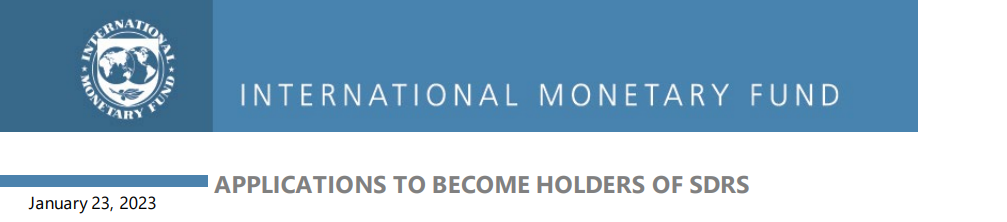 INTERNATIONAL
MONETARY FUND
INTERNATIONAL MONETARY FUND
APPLICATIONS TO BECOME HOLDERS OF SDRS
January 23, 2023